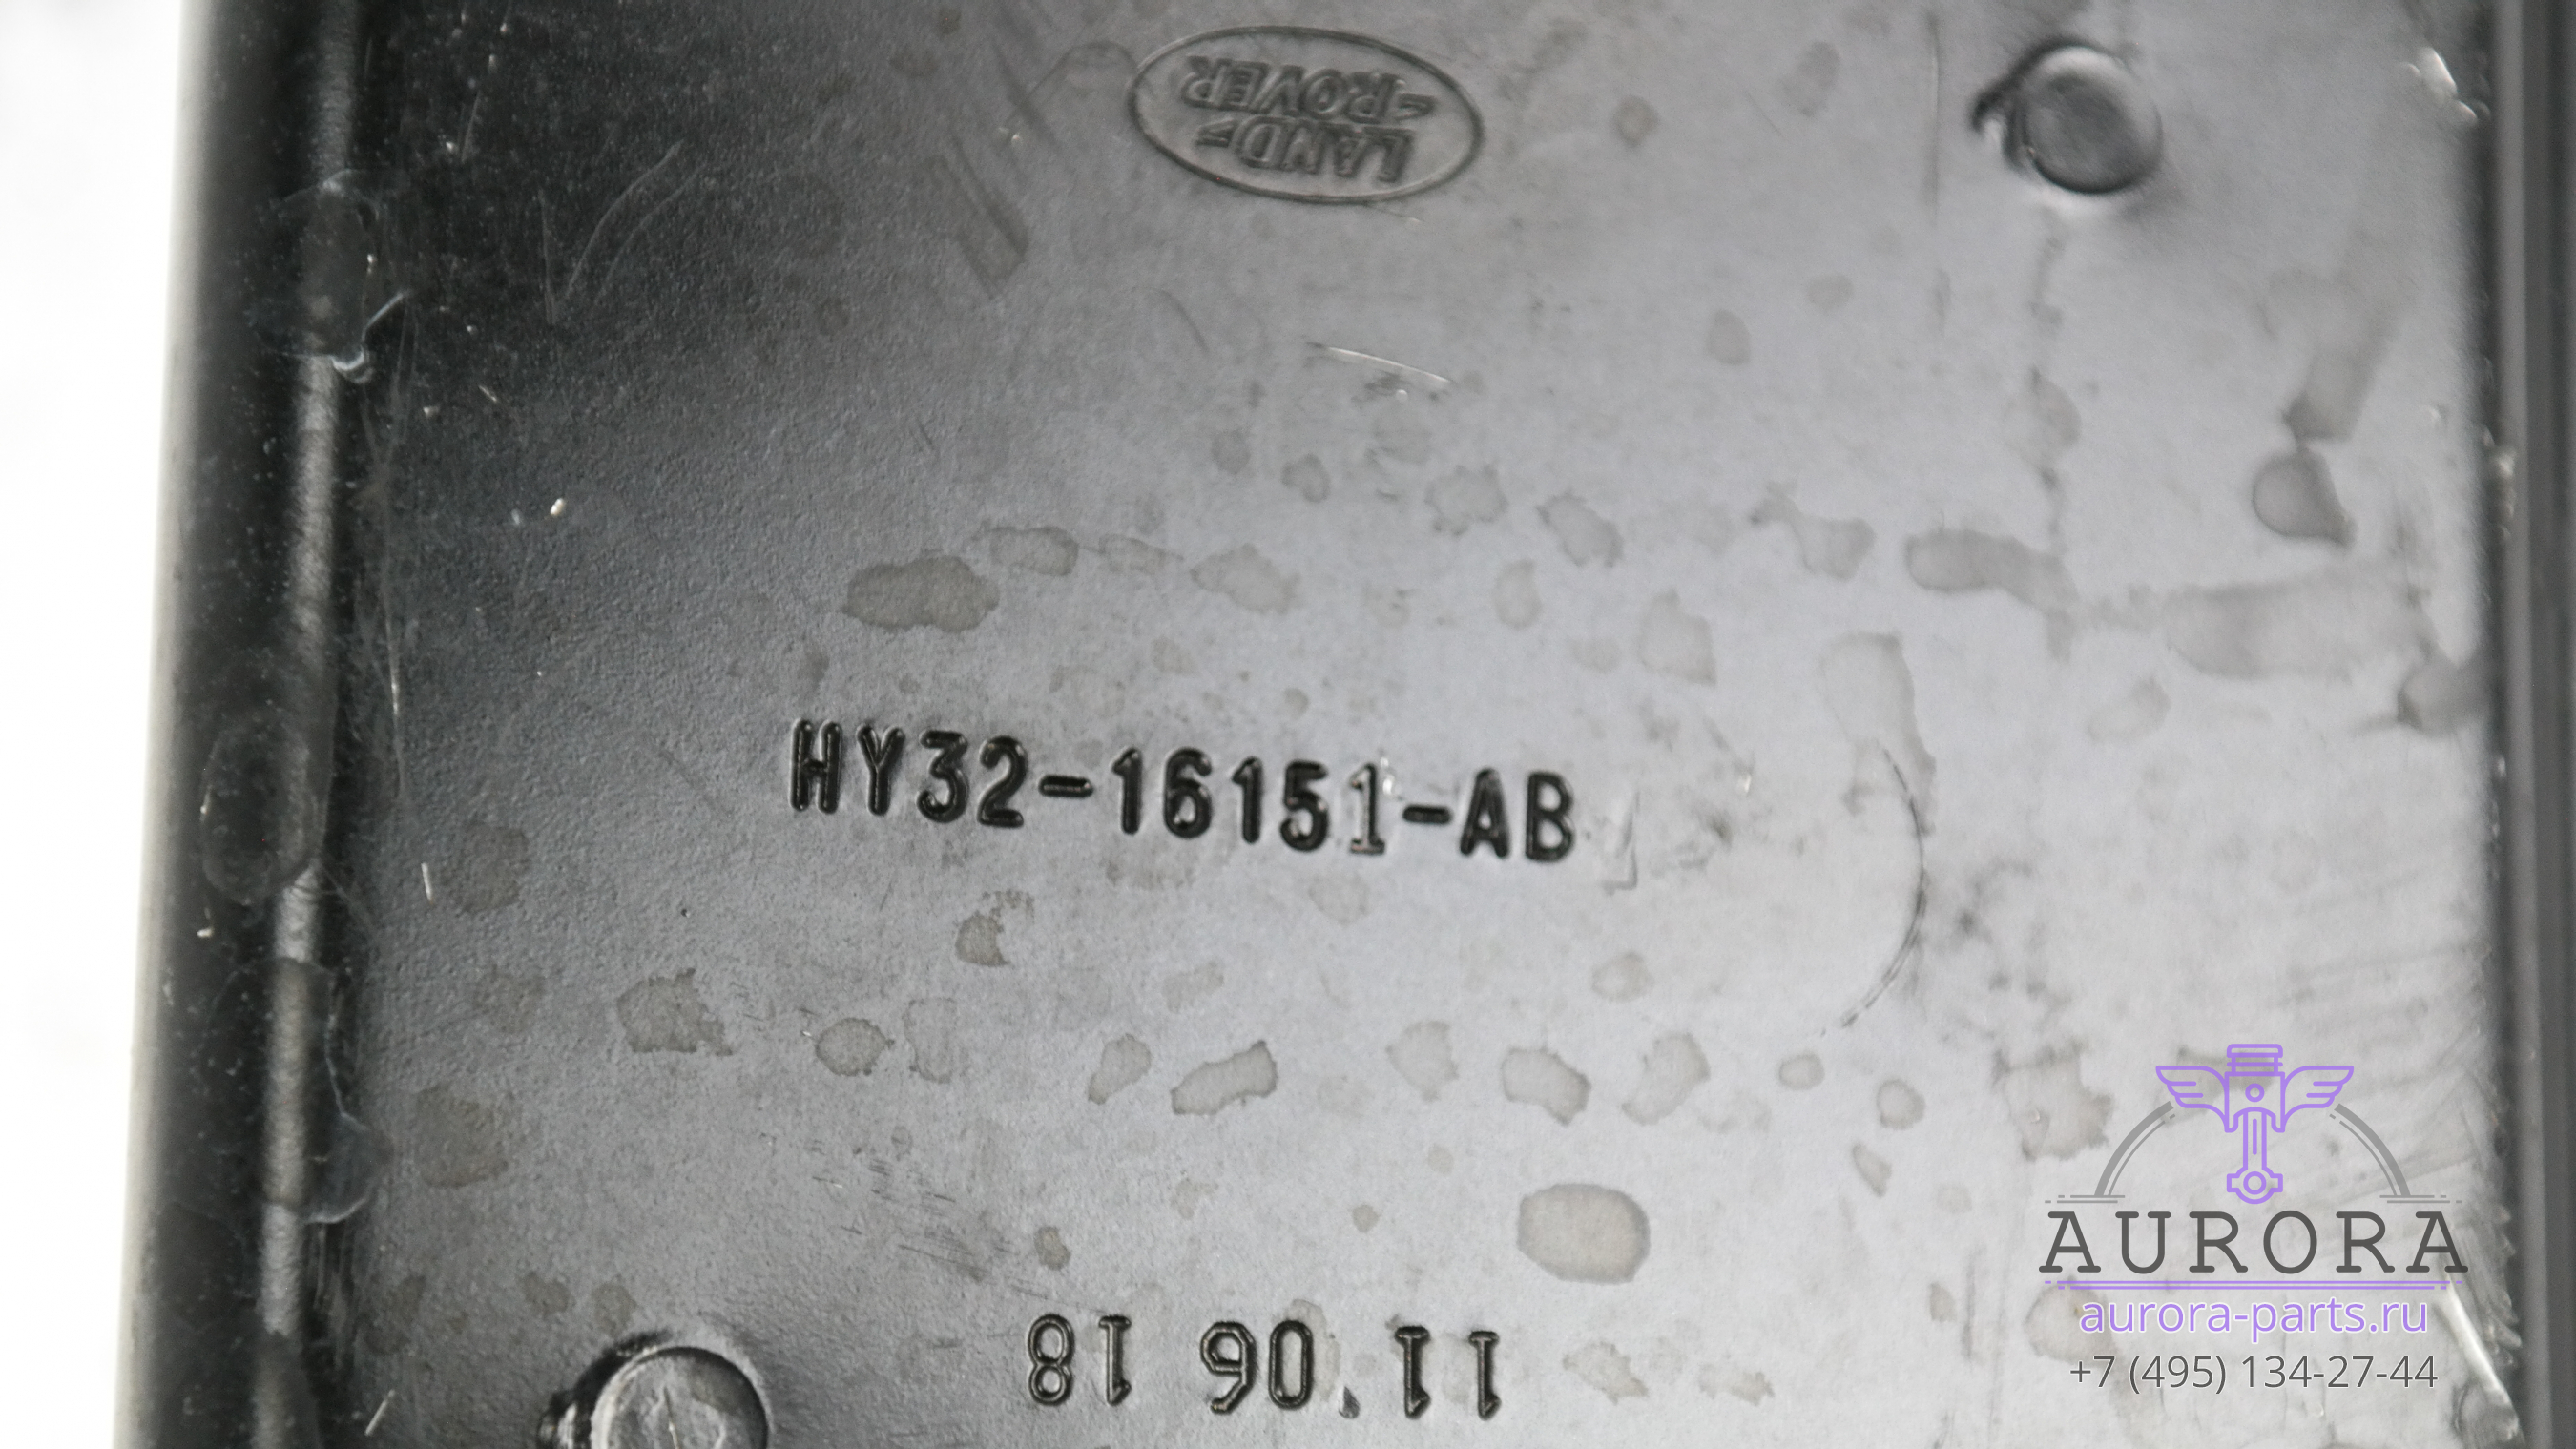 LAND
ROVER
HY32-16151-AB
11 06 18
AURORA
aurora-parts.ru
+7 (495) 134-27-44